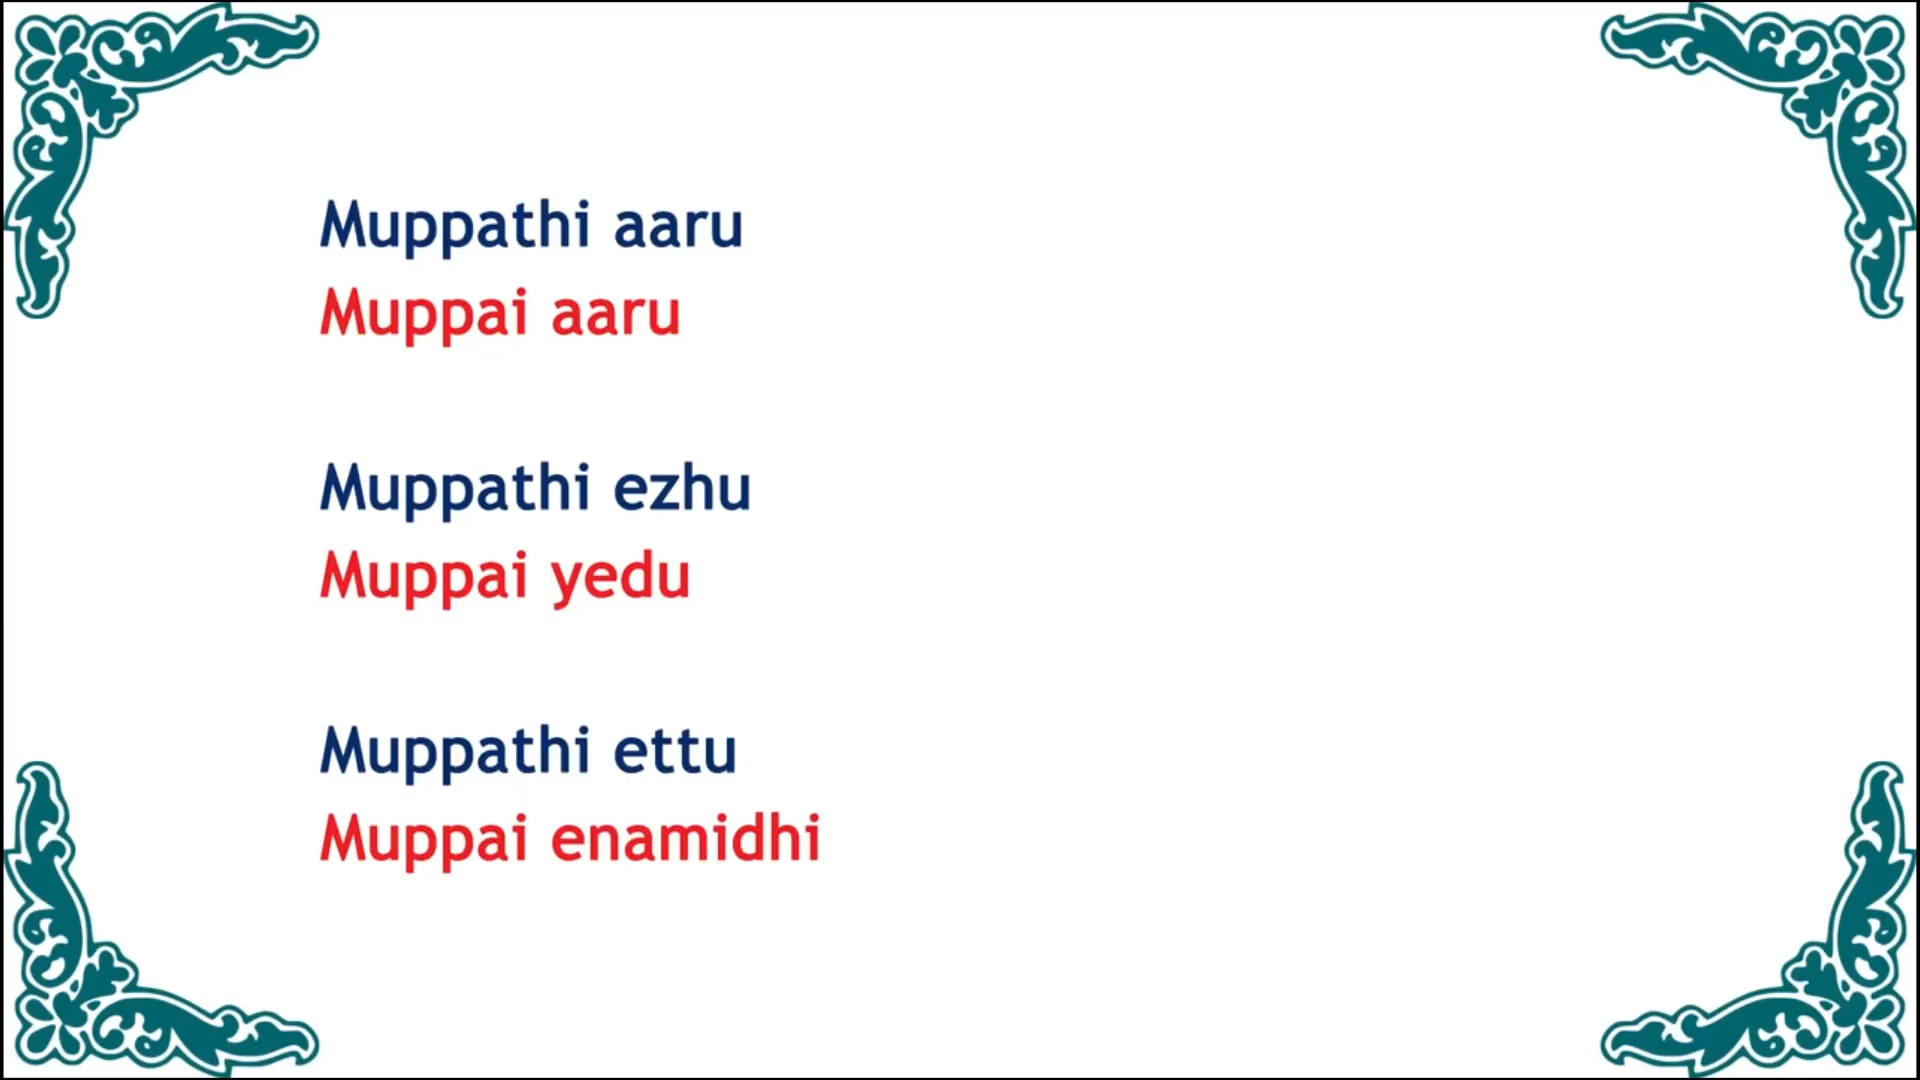 Muppathi aaru
Muppai aaru
Muppathi ezhu
Muppai yedu
Muppathi ettu
Muppai enamidhi